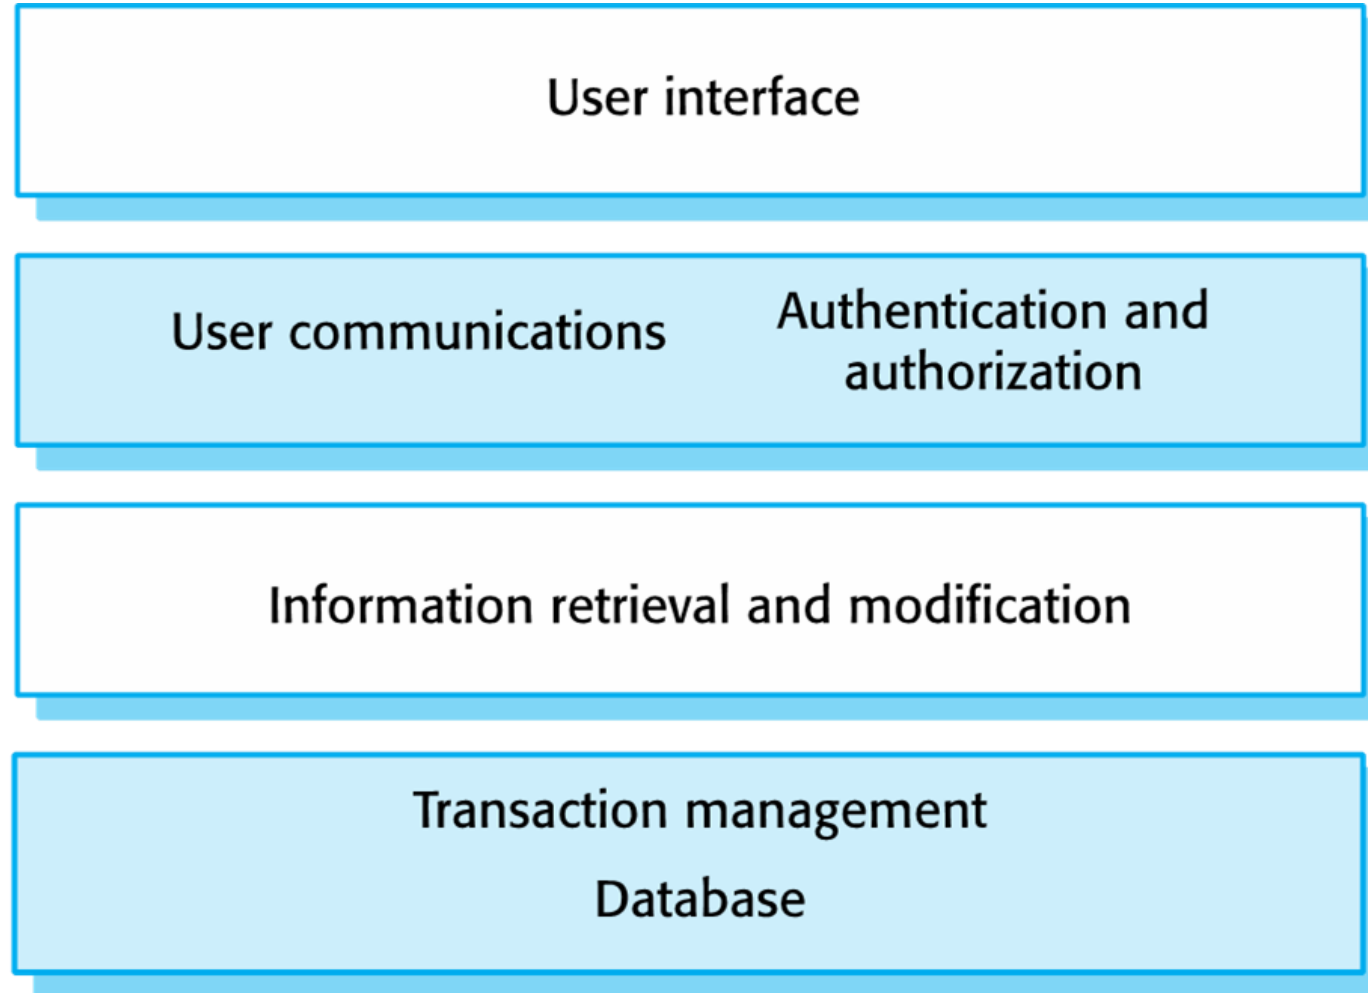 User interface
User communications
Authentication and
authorization
Information retrieval and modification
Transaction management
Database